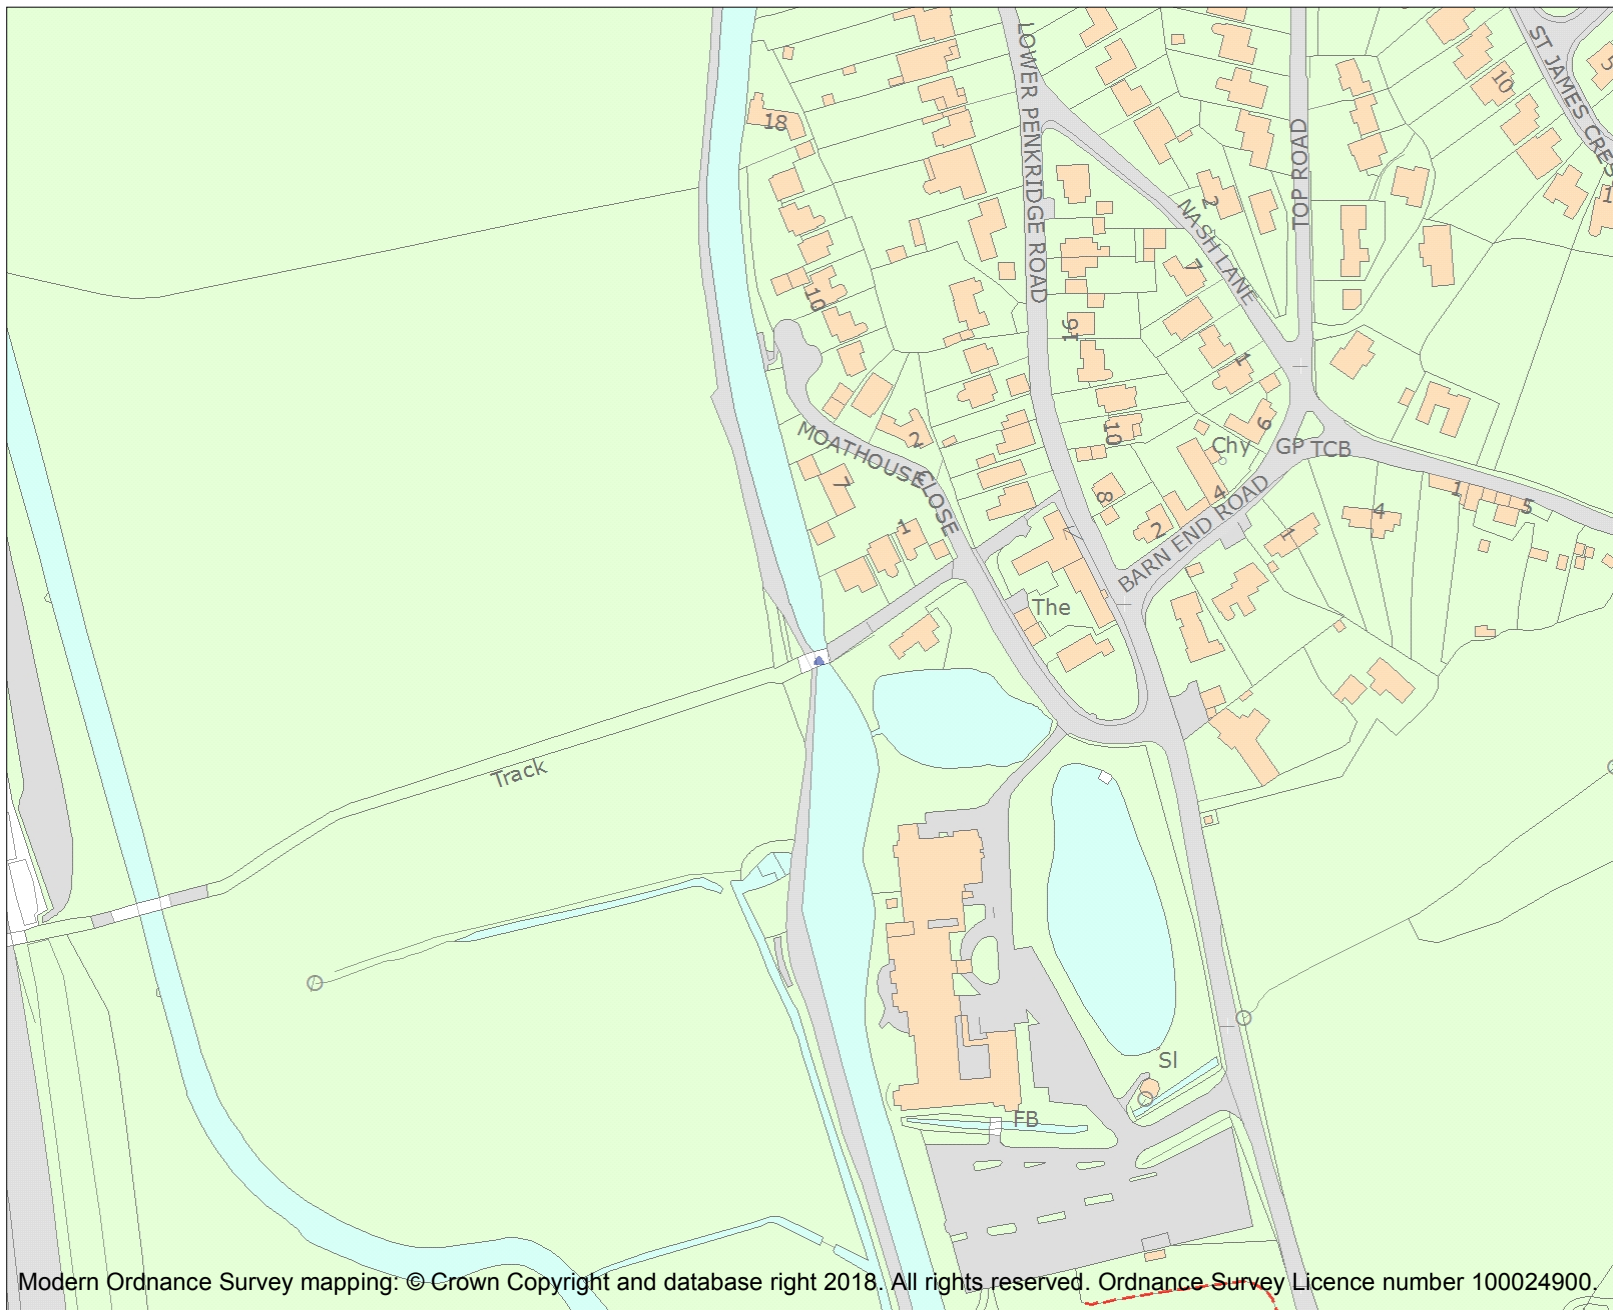 LOWER PENKRIDGE ROAD
ST JAMES CRES
5
10
1
18
TOP ROAD
2
NASH LANE
7
10
16
1
9
10
Chy
GP
TCB
2
MOATHOUSE
CLOSE
7
8
4
2
BARN END ROAD
1
4
1
5
1
The
Track
Sl
FB
Modern Ordnance Survey mapping: © Crown Copyright and database right 2018. All rights reserved. Ordnance Survey Licence number 100024900.